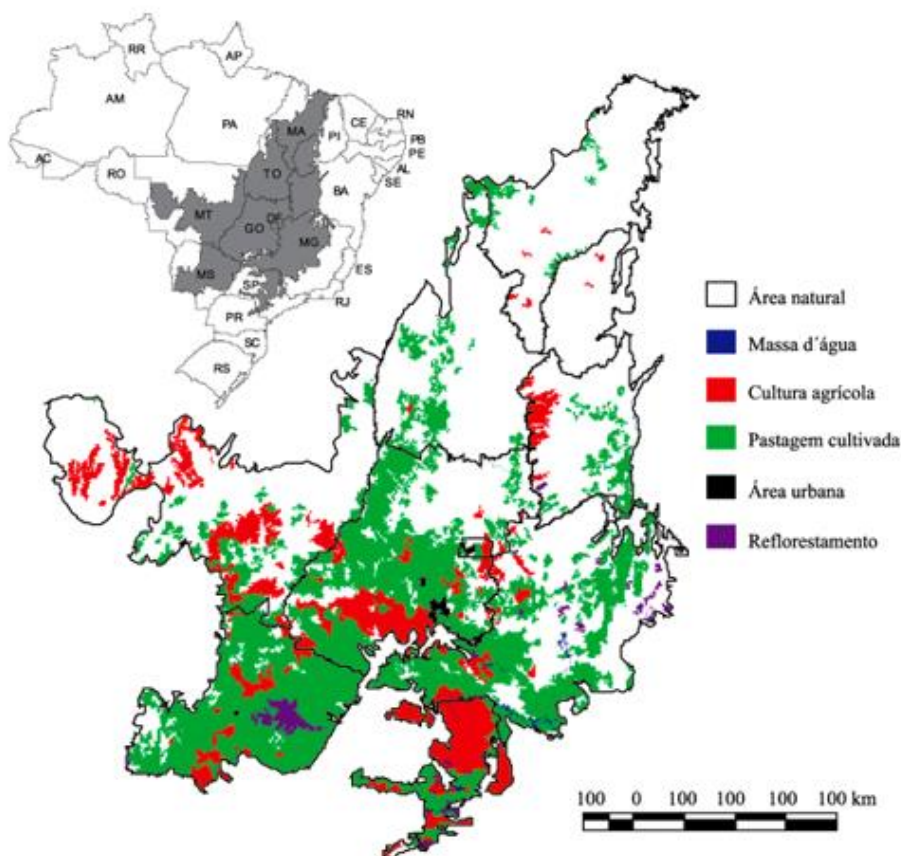 RR
AP
AM
PA
MA
PI
CE
RN
PB
PE
AL
SE
AC
RO
TO
BA
MT
GO
DF
MG
MS
ES
SP
RJ
PR
SC
RS
Área natural
Massa d´água
Cultura agrícola
Pastagem cultivada
Área urbana
Reflorestamento
100 0 100 100 100 100 km